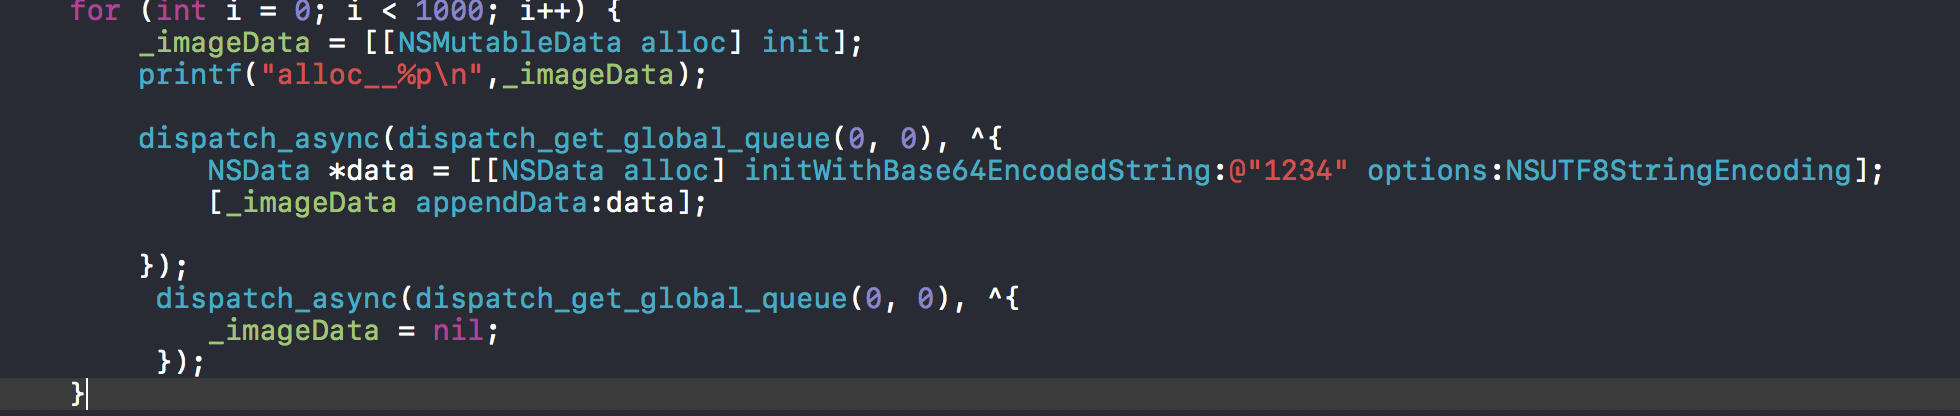 for (int i = 0; i < 1000; i++) {
_imageData = [[NSMutableData alloc] init];
printf("alloc__%p\n",_imageData);
dispatch_async(dispatch_get_global_queue(0, 0), ^{
NSData *data = [[NSData alloc] initWithBase64EncodedString:@"1234" options:NSUTF8StringEncoding];
[_imageData appendData:data];
});
dispatch_async(dispatch_get_global_queue(0, 0), ^{
_imageData = nil;
});
}